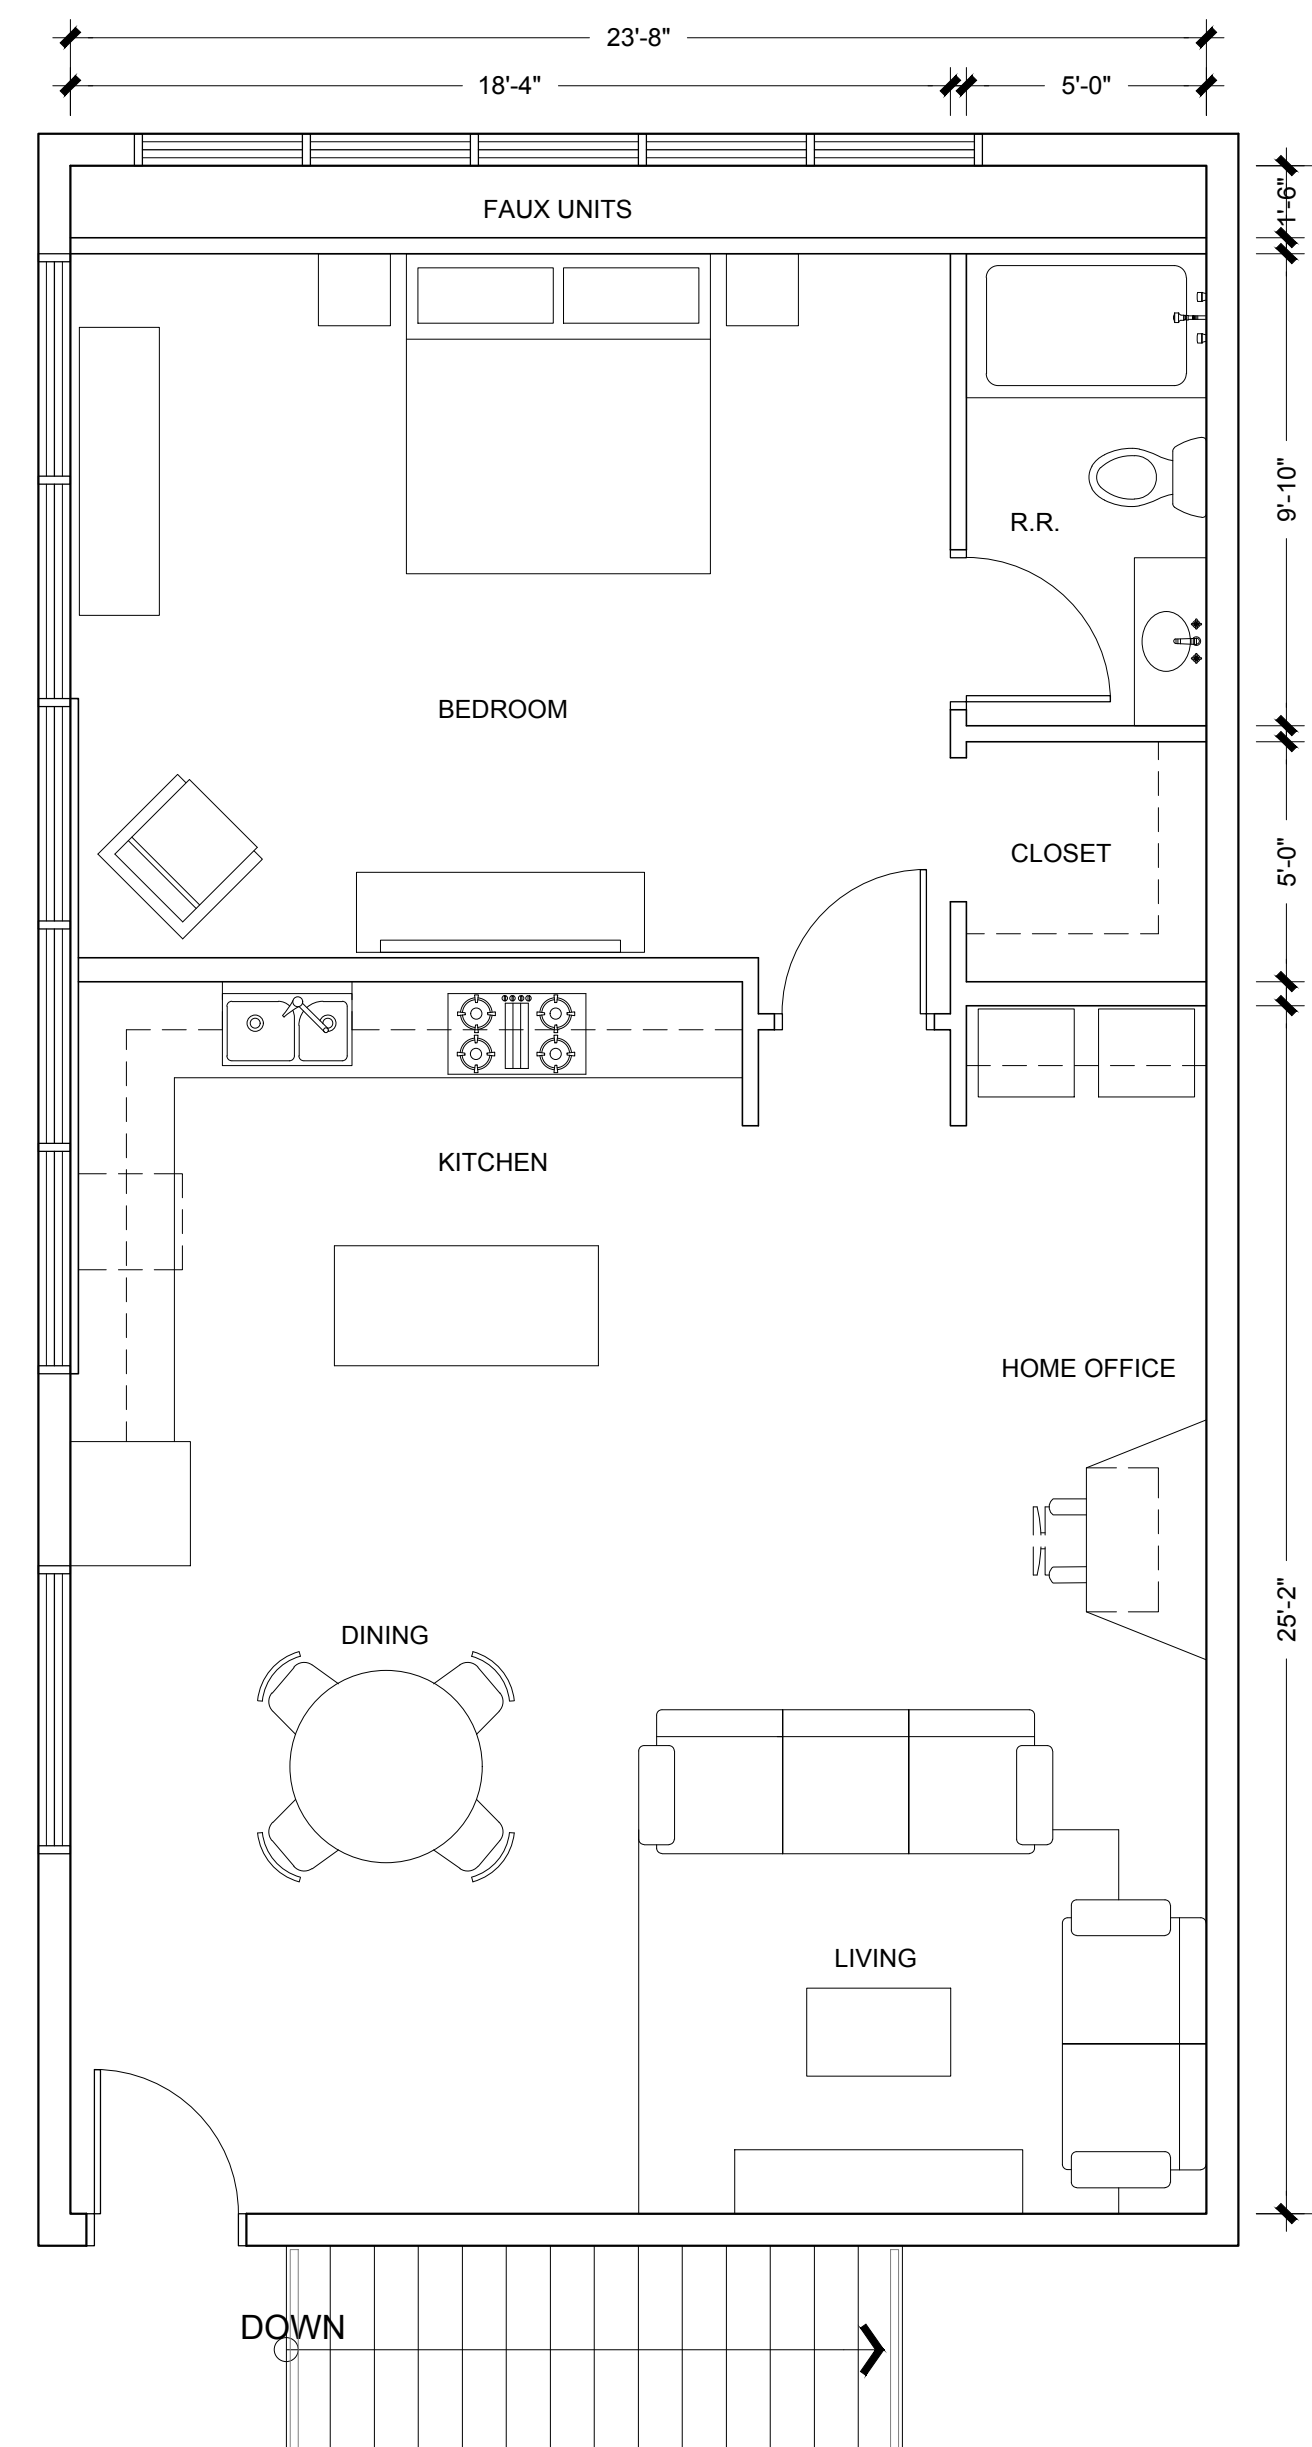 23'-8"
18'-4"
5'-0"
FAUX UNITS
1'-6"
9'-10"
R.R.
BEDROOM
CLOSET
5'-0"
KITCHEN
HOME OFFICE
25'-2"
DINING
LIVING
DOWN